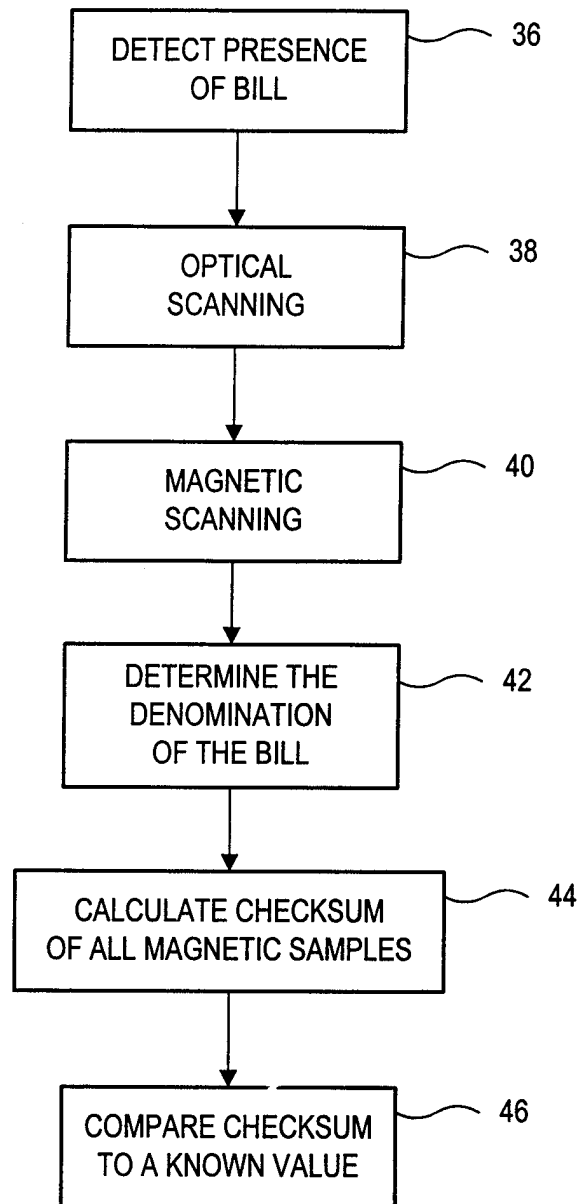 DETECT PRESENCE
OF BILL
36
OPTICAL
SCANNING
38
MAGNETIC
SCANNING
40
DETERMINE THE
DENOMINATION
OF THE BILL
42
CALCULATE CHECKSUM
OF ALL MAGNETIC SAMPLES
44
COMPARE CHECKSUM
TO A KNOWN VALUE
46